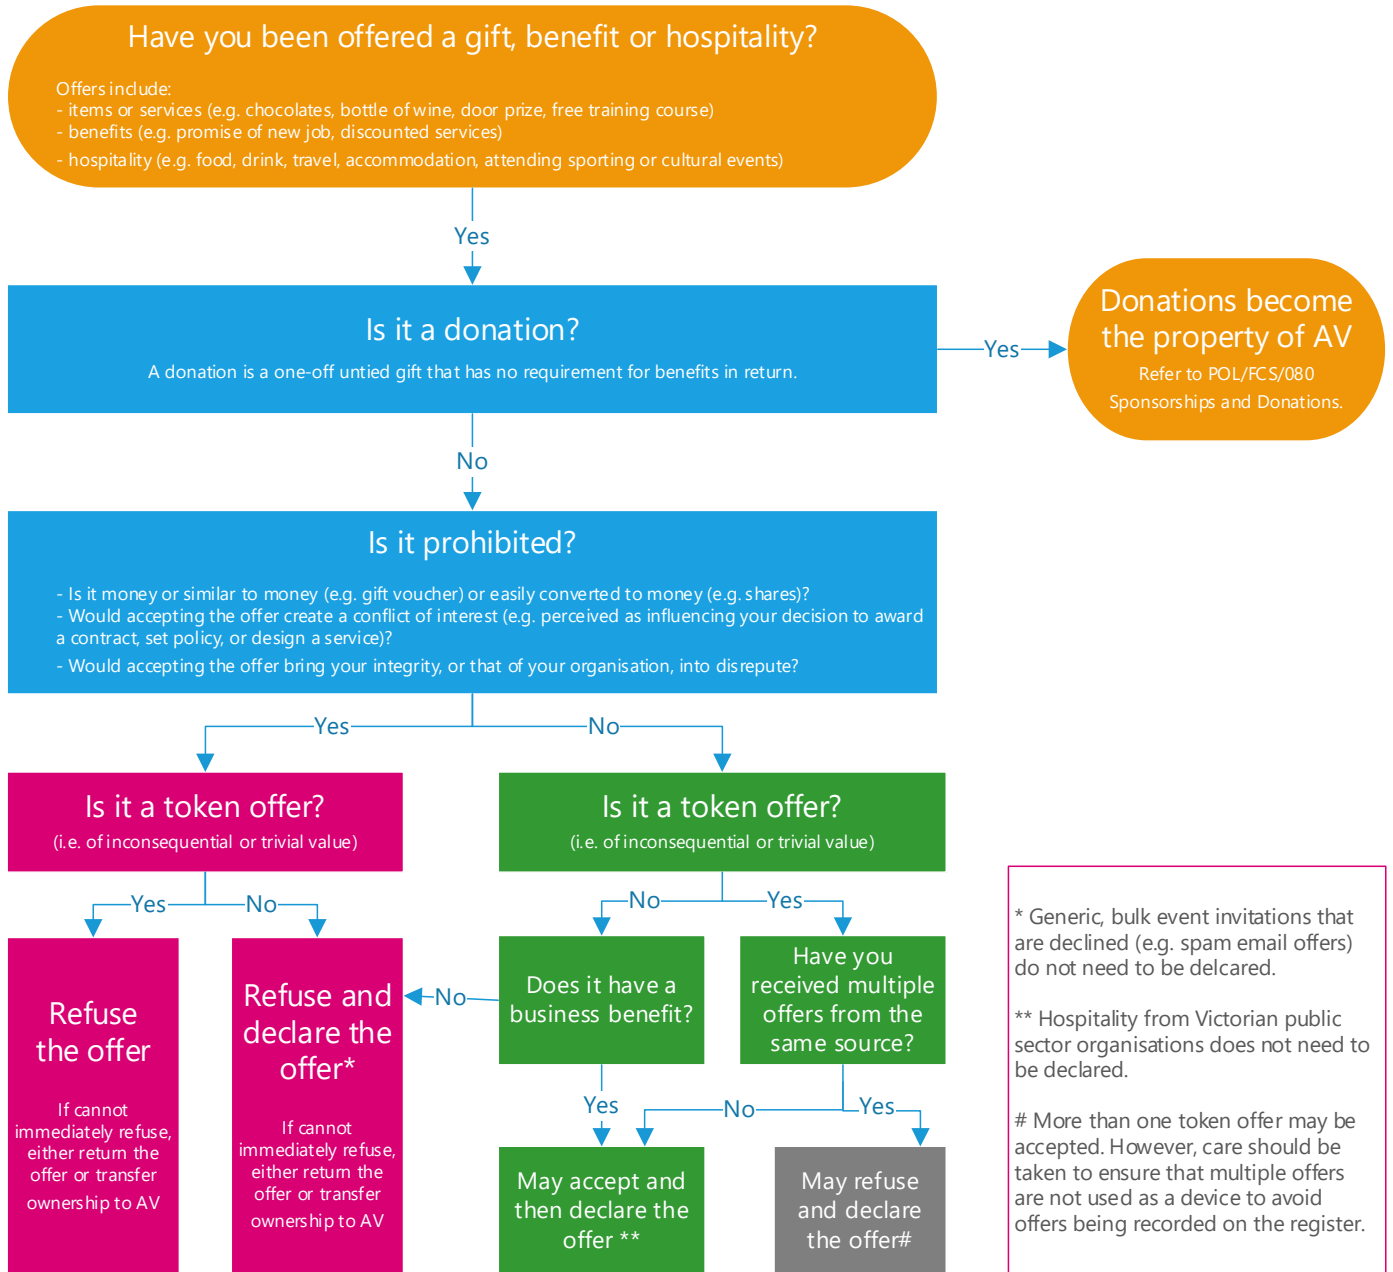 Have you been offered a gift, benefit or hospitality?
Offers include:
- items or services (e.g. chocolates, bottle of wine, door prize, free training course)
- benefits (e.g. promise of new job, discounted services)
- hospitality (e.g. food, drink, travel, accommodation, attending sporting or cultural events)
Yes
Is it a donation?
A donation is a one-off untied gift that has no requirement for benefits in return.
Yes
Donations become
the property of AV
Refer to POL/FCS/080
Sponsorships and Donations.
No
Is it prohibited?
- Is it money or similar to money (e.g. gift voucher) or easily converted to money (e.g. shares)?
- Would accepting the offer create a conflict of interest (e.g. perceived as influencing your decision to award
a contract, set policy, or design a service)?
- Would accepting the offer bring your integrity, or that of your organisation, into disrepute?
Yes
No
Is it a token offer?
(i.e. of inconsequential or trivial value)
Is it a token offer?
(i.e. of inconsequential or trivial value)
Yes
No
No
Yes
Refuse
the offer
If cannot
immediately refuse,
either return the
offer or transfer
ownership to AV
Refuse and
declare the
offer*
If cannot
immediately refuse,
either return the
offer or transfer
ownership to AV
No
Does it have a
business benefit?
Have you
received multiple
offers from the
same source?
Yes
No
Yes
May accept and
then declare the
offer **
May refuse
and declare
the offer#
* Generic, bulk event invitations that
are declined (e.g. spam email offers)
do not need to be delcared.
** Hospitality from Victorian public
sector organisations does not need to
be declared.
# More than one token offer may be
accepted. However, care should be
taken to ensure that multiple offers
are not used as a device to avoid
offers being recorded on the register.